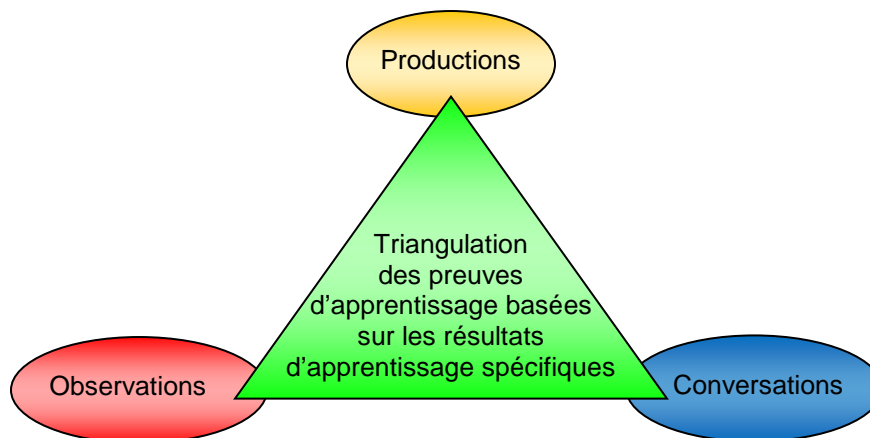 Productions
Triangulation
des preuves
d’apprentissage basées
sur les résultats
d’apprentissage spécifiques
Observations
Conversations